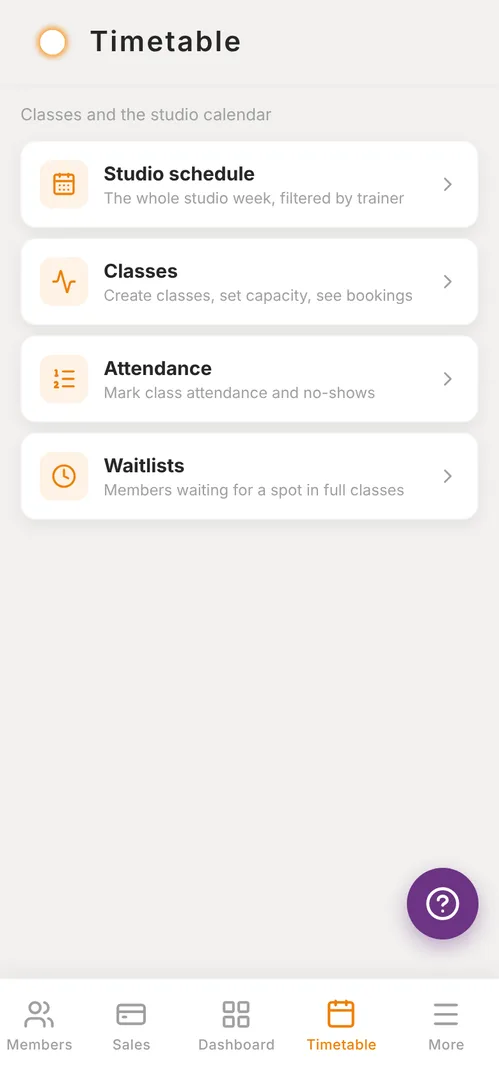 Timetable
Classes and the studio calendar
Studio schedule
The whole studio week, filtered by trainer
Classes
Create classes, set capacity, see bookings
Attendance
Mark class attendance and no-shows
Waitlists
Members waiting for a spot in full classes
Members Sales Dashboard Timetable More